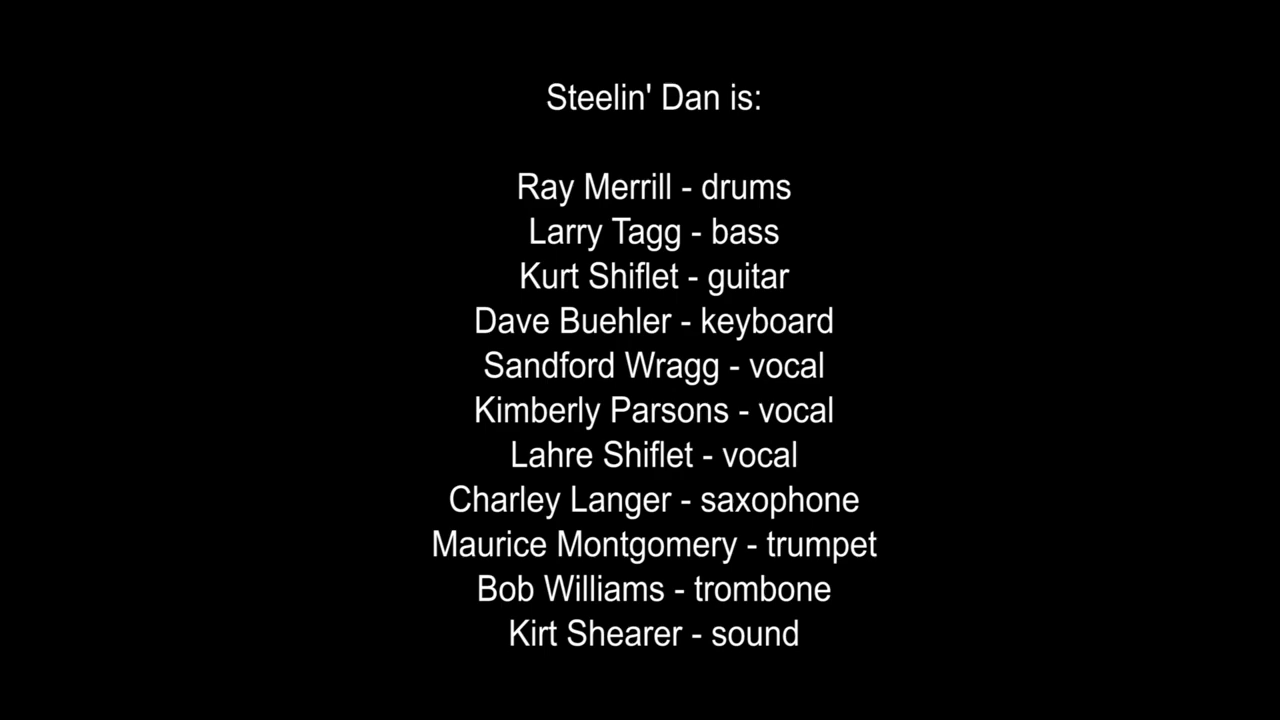 Steelin' Dan is:
Ray Merrill - drums
Larry Tagg - bass
Kurt Shiflet - guitar
Dave Buehler - keyboard
Sandford Wragg - vocal
Kimberly Parsons - vocal
Lahre Shiflet - vocal
Charley Langer - saxophone
Maurice Montgomery - trumpet
Bob Williams - trombone
Kirt Shearer - sound